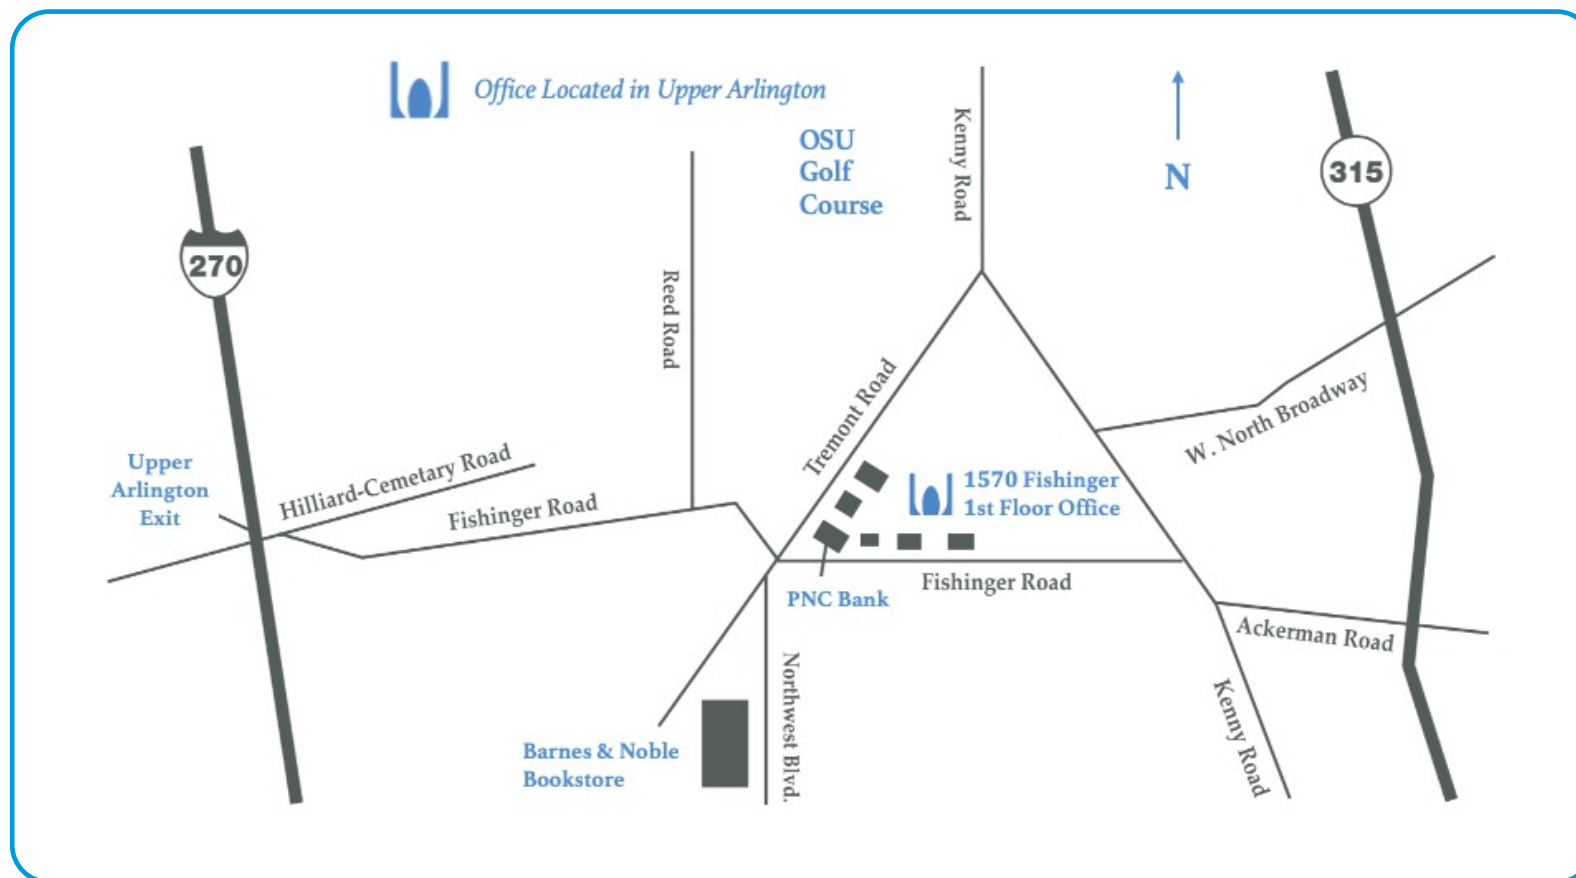 Office Located in Upper Arlington
OSU
Golf
Course
Kenny Road
N
315
270
Reed Road
Tremont Road
W. North Broadway
Upper
Arlington
Exit
Hilliard-Cemetary Road
Fishinger Road
1570 Fishinger
1st Floor Office
PNC Bank
Fishinger Road
Ackerman Road
Northwest Blvd.
Kenny Road
Barnes & Noble
Bookstore